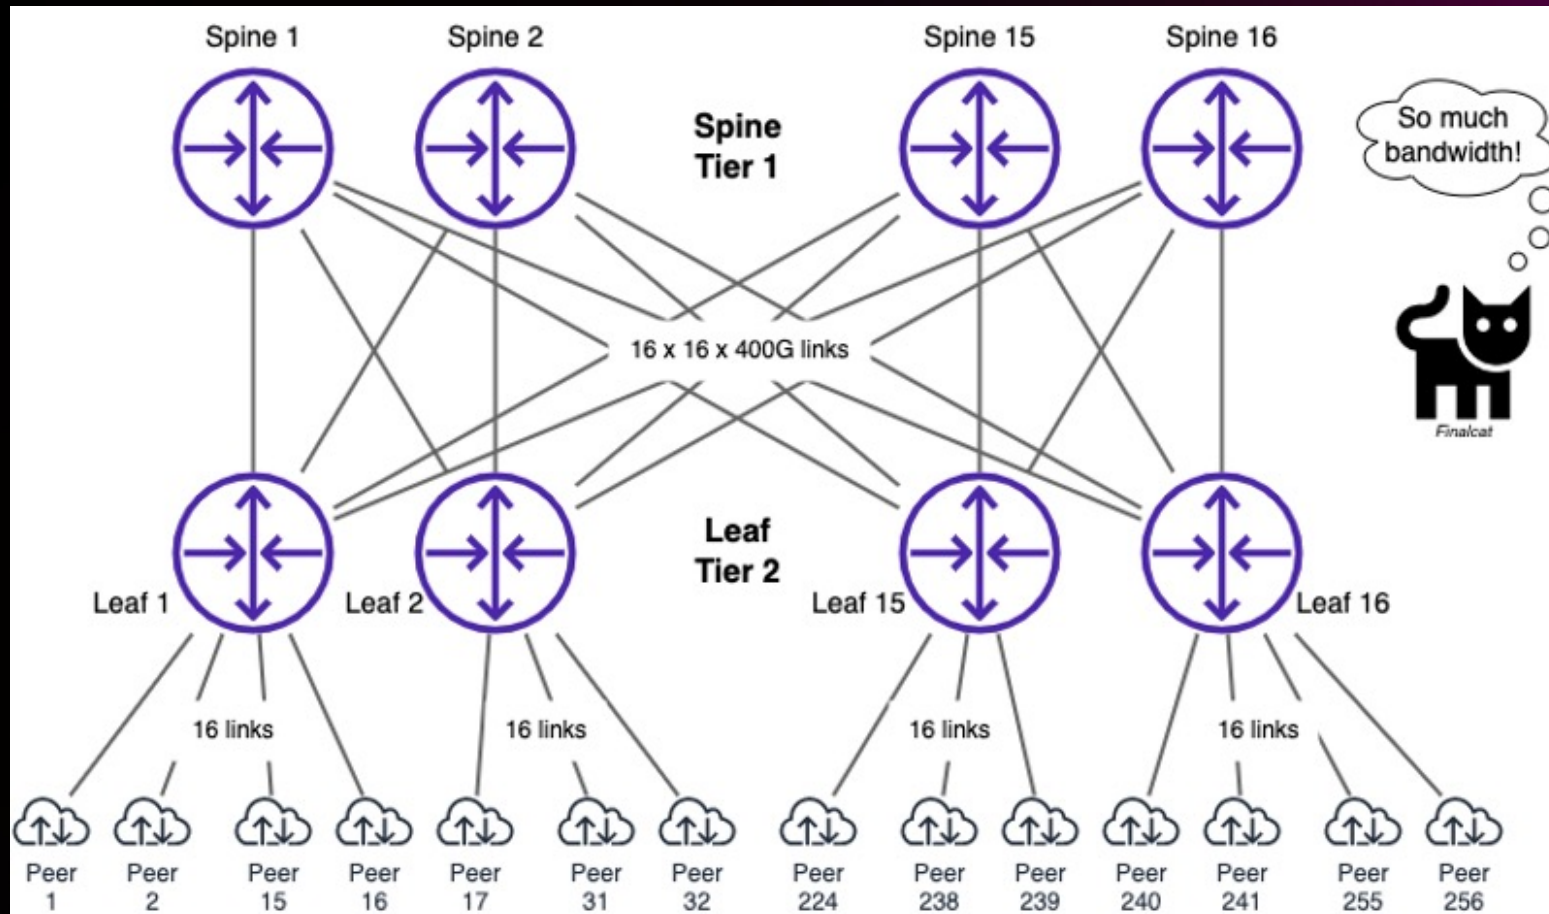 Spine 1
Spine 2
Spine 15
Spine 16
Spine
Tier 1
So much
bandwidth!
16 x 16 x 400G links
Finalcat
Leaf
Tier 2
Leaf 1
Leaf 2
Leaf 15
Leaf 16
16 links
16 links
16 links
16 links
Peer
1
Peer
2
Peer
15
Peer
16
Peer
17
Peer
31
Peer
32
Peer
224
Peer
238
Peer
239
Peer
240
Peer
241
Peer
255
Peer
256